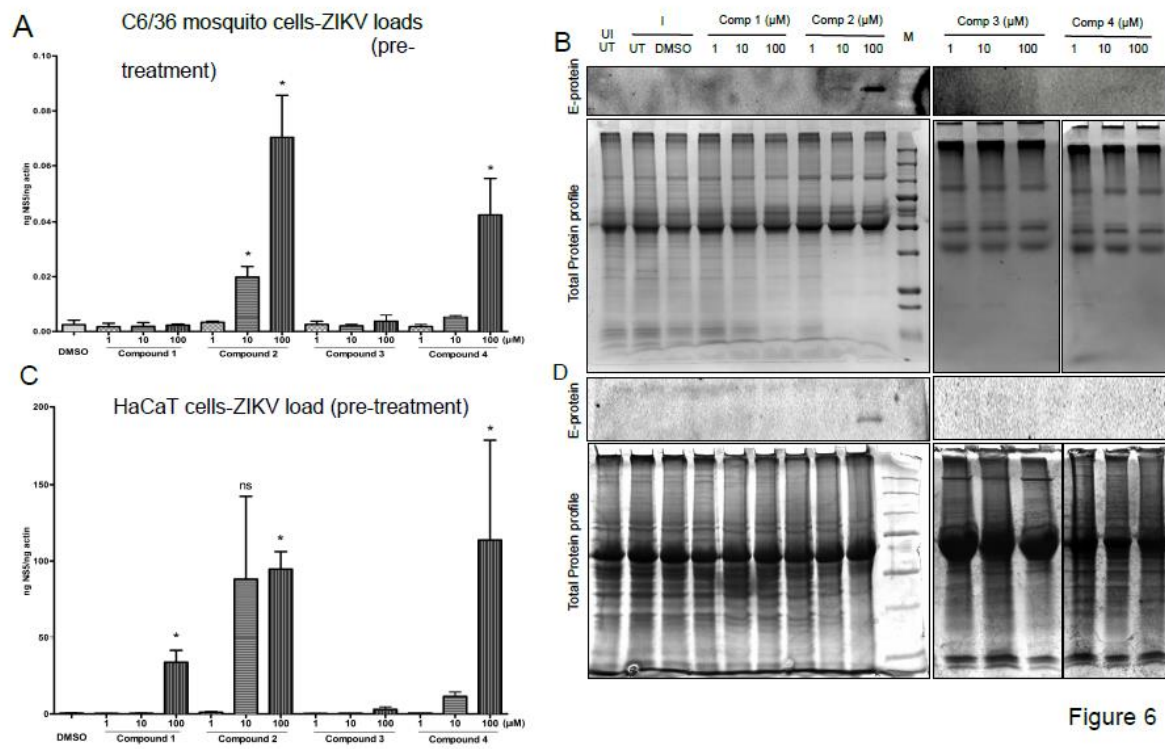 A
C6/36 mosquito cells-ZIKV loads
(pre-
treatment)
ng NS5/ng actin
0.10
0.08
0.06
0.04
0.02
0.00
*
*
*
1 10 100 1 10 100 1 10 100 1 10 100 (µM)
DMSO Compound 1 Compound 2 Compound 3 Compound 4
B
UI
UT
I
UT DMSO
Comp 1 (µM)
1 10 100
Comp 2 (µM)
1 10 100
M
Comp 3 (µM)
1 10 100
Comp 4 (µM)
1 10 100
E-protein
Total Protein profile
C
HaCaT cells-ZIKV load (pre-treatment)
ng NS5/ng actin
200
150
100
50
0
*
ns
*
*
1 10 100 1 10 100 1 10 100 1 10 100 (µM)
DMSO Compound 1 Compound 2 Compound 3 Compound 4
D
E-protein
Total Protein profile
Figure 6